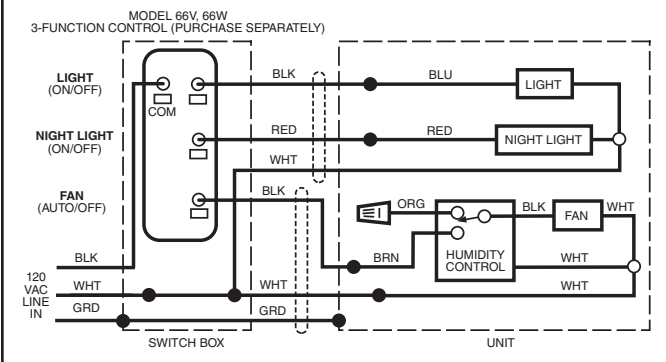 MODEL 66V, 66W
3-FUNCTION CONTROL (PURCHASE SEPARATELY)
LIGHT
(ON/OFF)
COM
BLK
BLU
LIGHT
NIGHT LIGHT
(ON/OFF)
RED
RED
NIGHT LIGHT
WHT
FAN
(AUTO/OFF)
BLK
ORG
BLK
FAN
WHT
BRN
HUMIDITY
CONTROL
WHT
BLK
120
VAC
LINE
IN
WHT
WHT
WHT
GRD
GRD
SWITCH BOX
UNIT